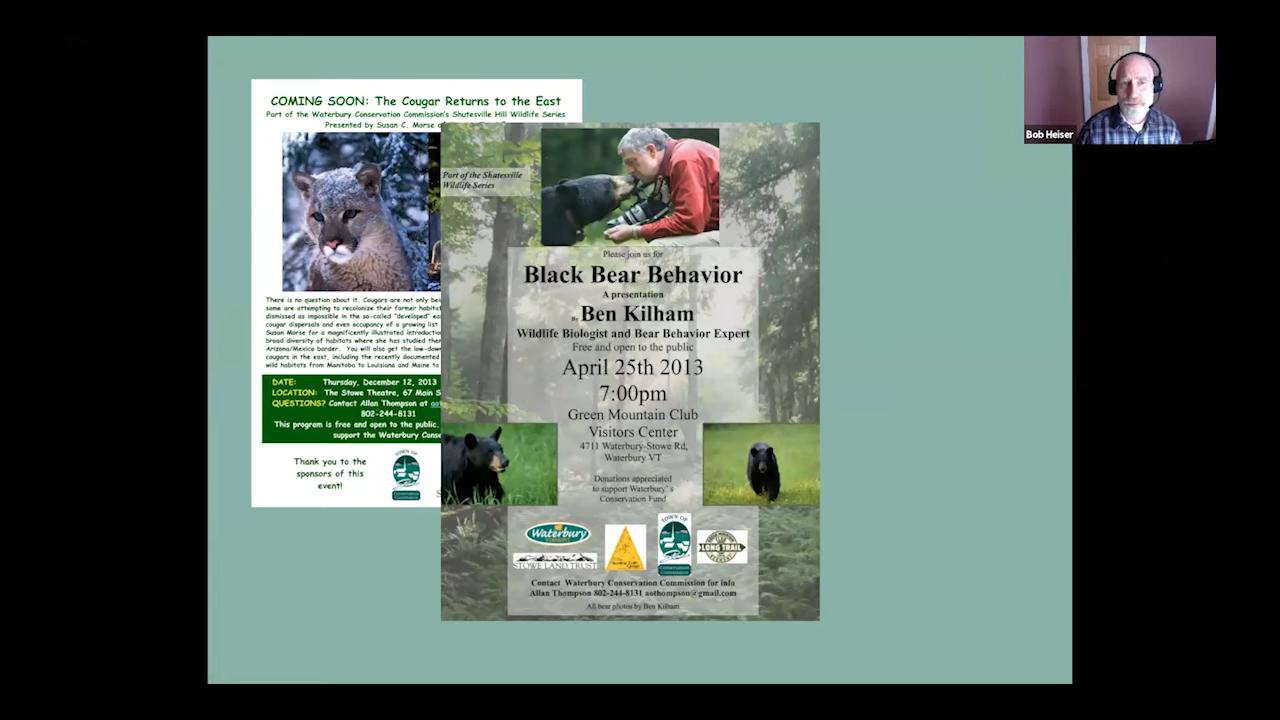 COMING SOON: The Cougar Returns to the East
Part of the Waterbury Conservation Commission's Shutesville Hill Wildlife Series
Presented by Susan C. Morse
There is no question about it. Cougars are not only
some are attempting to recolonize their former
dismissed as impossible in the so-called "developed"
cougar dispersals and even occupancy of a growing list
Susan Morse for a magnificently illustrated
broad diversity of habitats where she has studied
Arizona/Mexico border. You will also get the
cougars in the east, including the recently documented
wild habitats from Manitoba to Louisiana and Maine to
DATE: Thursday, December 12, 2013
LOCATION: The Stowe Theatre, 67 Main S
QUESTIONS? Contact Allan Thompson at
802-244-8131
This program is free and open to the public.
support the Waterbury
Thank you to the
sponsors of this
event!
TOWN OF
Conservation
Commission
Part of the Shutesville
Wildlife Series
Please join us for
Black Bear Behavior
A presentation
Ben Kilham
Wildlife Biologist and Bear Behavior Expert
Free and open to the public
April 25th 2013
7:00pm
Green Mountain Club
Visitors Center
4711 Waterbury-Stowe Rd,
Waterbury VT
Donations appreciated
to support Waterbury's
Conservation Fund
Waterbury
STOWE LAND TRUST
TOWN OF
Conservation
Commission
LONG TRAIL
Contact Waterbury Conservation Commission for info
Allan Thompson 802-244-8131 aothompson@gmail.com
All bear photos by Ben Kilham
Bob Heiser